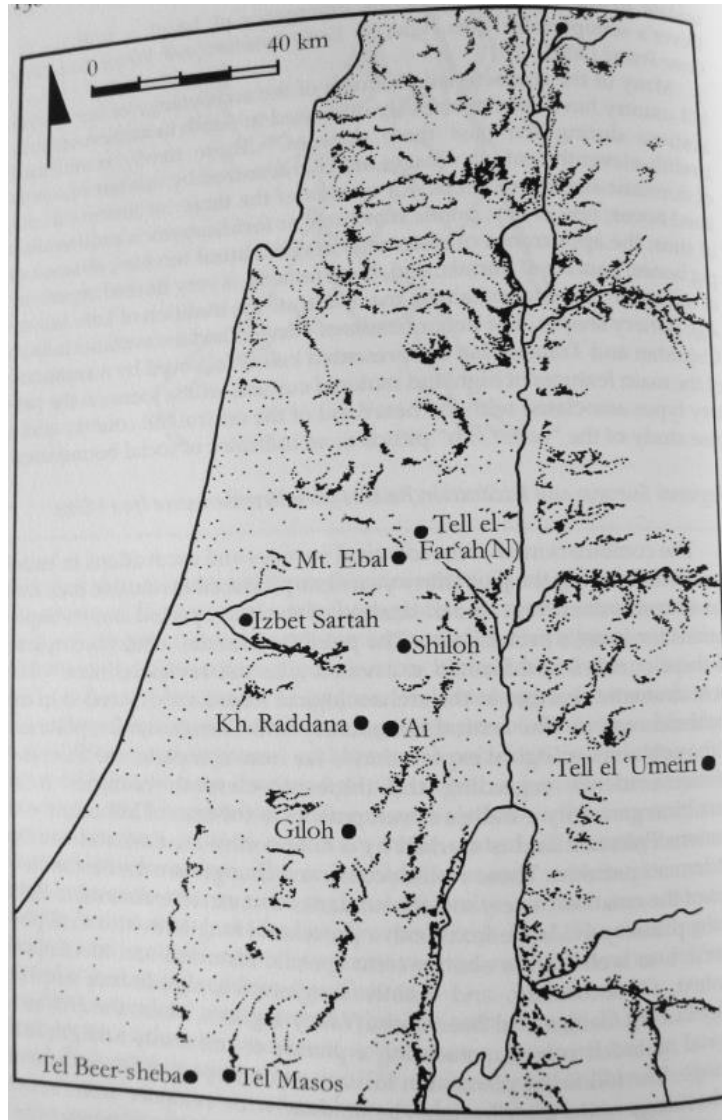 0 40 km
Tell el-
Far'ah(N)
Mt. Ebal
Izbet Sartah
Shiloh
Kh. Raddana
'Ai
Tell el 'Umeiri
Giloh
Tel Beer-sheba
Tel Masos